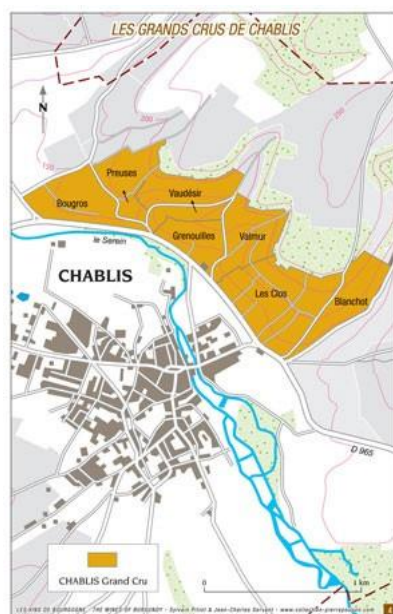 LES GRANDS CRUS DE CHABLIS
N
200
200
150
Preuses
Vaudésir
Bougros
Grenouilles
Valmur
le Serein
CHABLIS
Les Clos
Blanchot
D 965
CHABLIS Grand Cru
0 1 km